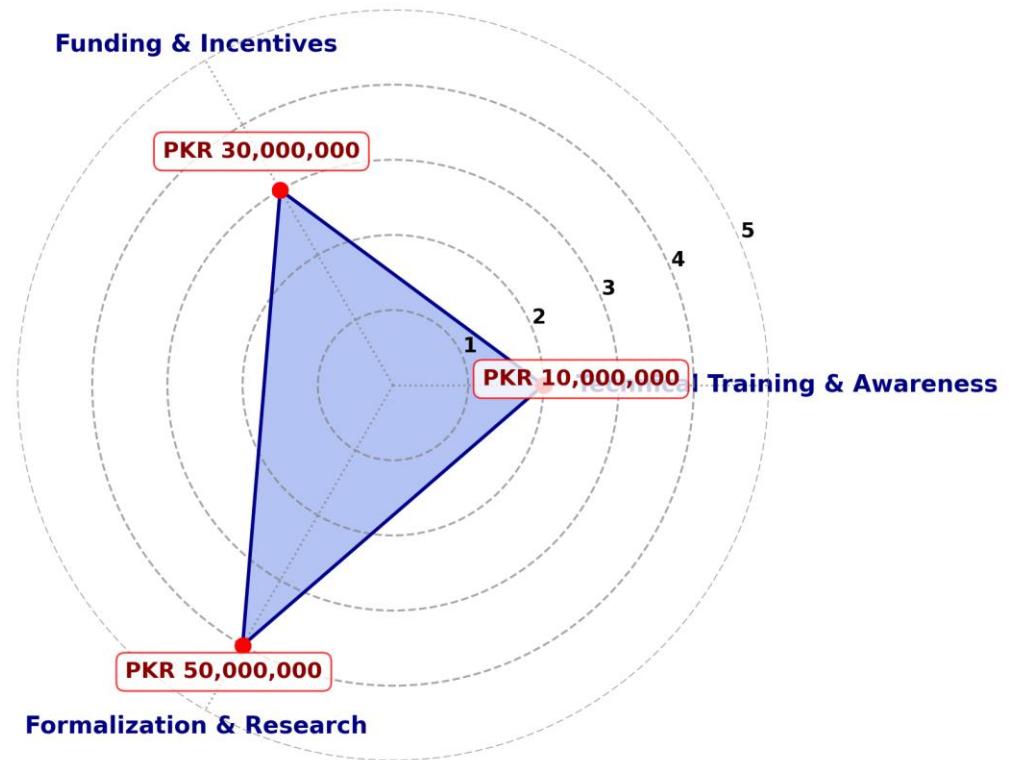 Funding & Incentives
PKR 30,000,000
5
4
3
2
1
PKR 10,000,000
Technical Training & Awareness
PKR 50,000,000
Formalization & Research